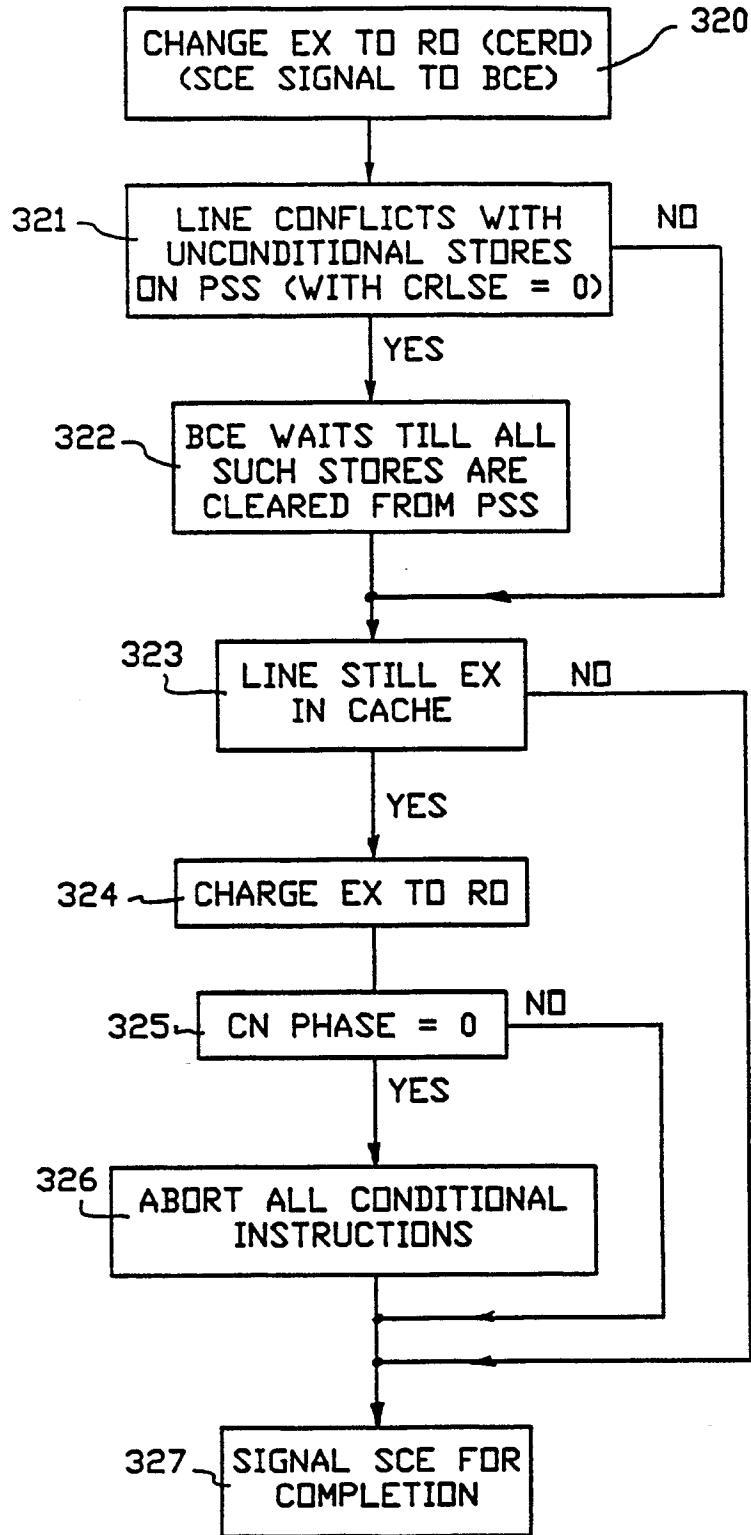 320
CHANGE EX TO RO (CERO)
(SCE SIGNAL TO BCE)
321
LINE CONFLICTS WITH
UNCONDITIONAL STORES
ON PSS (WITH CRLSE = 0)
NO
YES
322
BCE WAITS TILL ALL
SUCH STORES ARE
CLEARED FROM PSS
323
LINE STILL EX
IN CACHE
NO
YES
324
CHARGE EX TO RO
325
CN PHASE = 0
NO
YES
326
ABORT ALL CONDITIONAL
INSTRUCTIONS
327
SIGNAL SCE FOR
COMPLETION